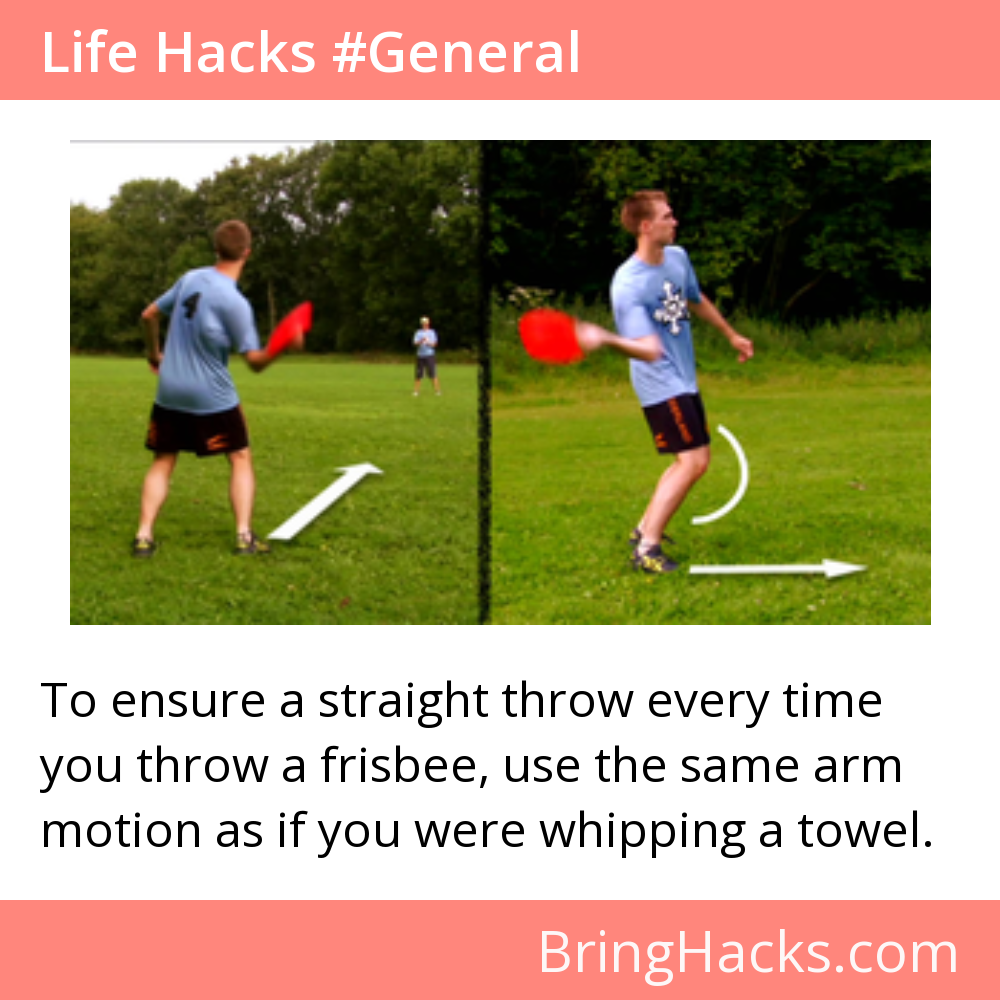 Life Hacks #General
4
To ensure a straight throw every time
you throw a frisbee, use the same arm
motion as if you were whipping a towel.
BringHacks.com